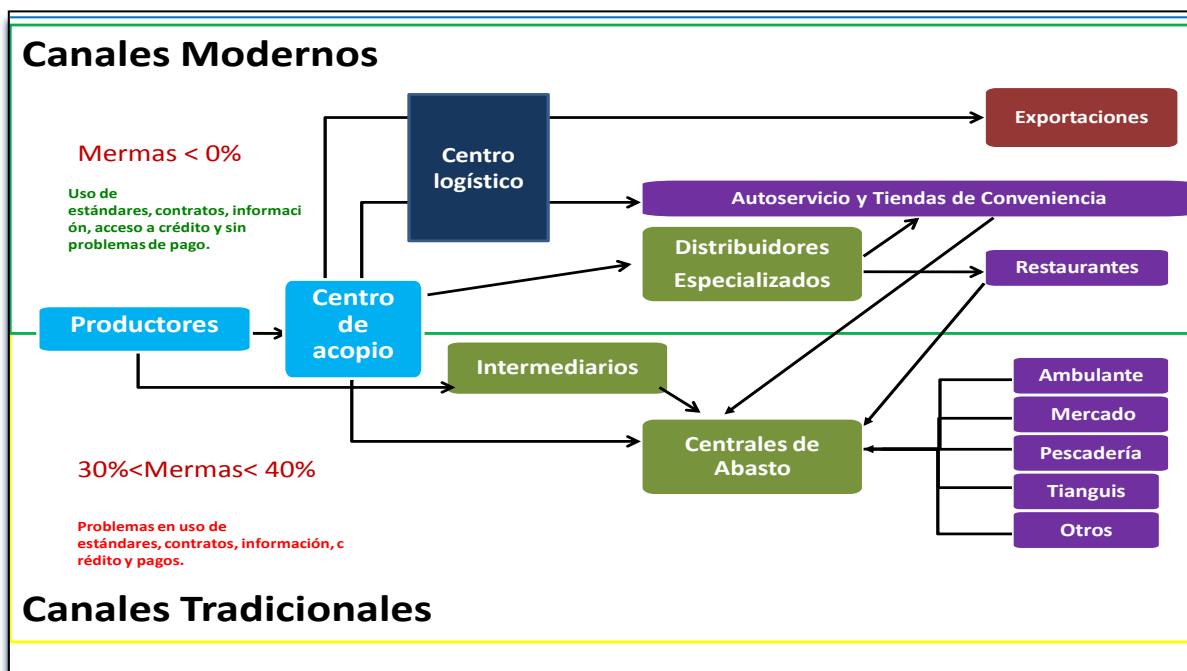 Canales Modernos
Mermas < 0%
Uso de
estándares, contratos, informaci
ón, acceso a crédito y sin
problemas de pago.
Centro
logístico
Exportaciones
Autoservicio y Tiendas de Conveniencia
Distribuidores
Especializados
Restaurantes
Productores
Centro
de
acopio
Intermediarios
Centrales de
Abasto
Ambulante
Mercado
Pescadería
Tianguis
Otros
30%<Mermas< 40%
Problemas en uso de
estándares, contratos, información, c
rédito y pagos.
Canales Tradicionales